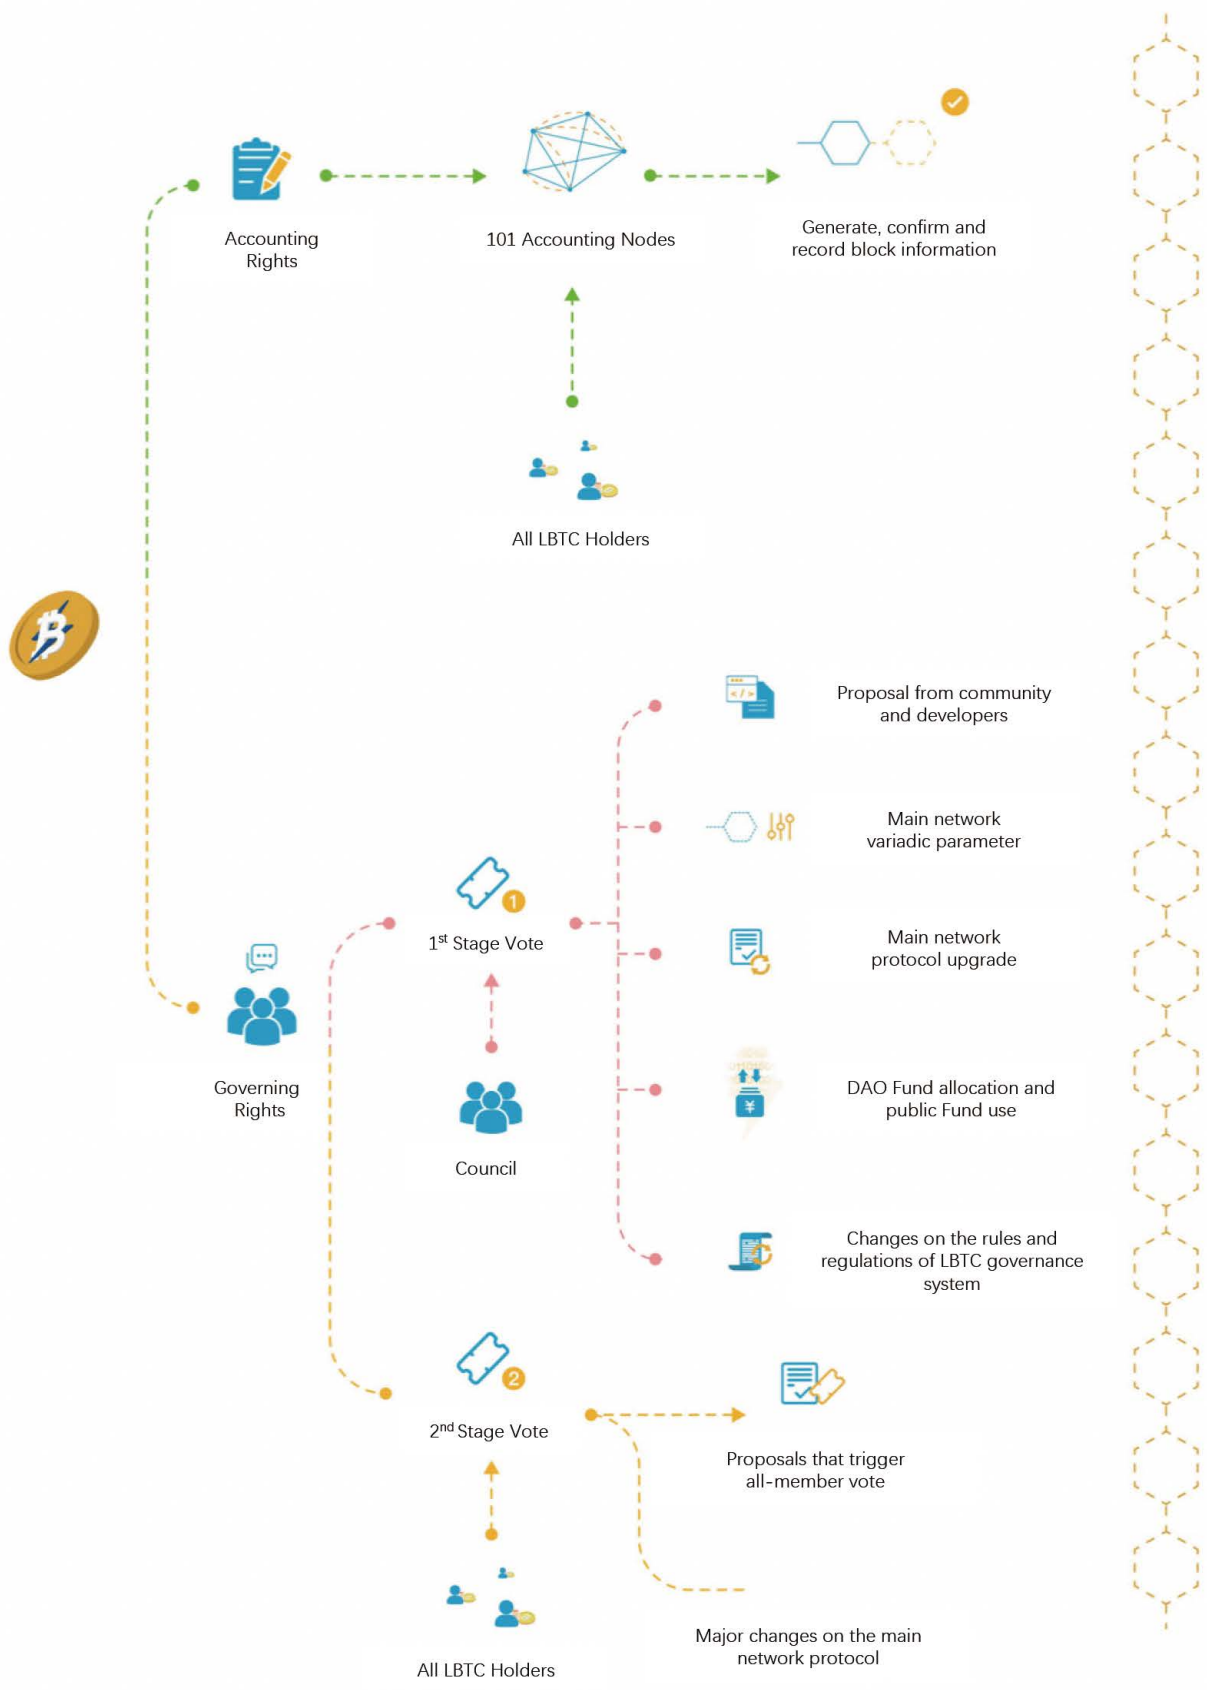 Accounting
Rights
101 Accounting Nodes
Generate, confirm and
record block information
All LBTC Holders
Proposal from community
and developers
Main network
variadic parameter
1
1st Stage Vote
Main network
protocol upgrade
Governing
Rights
Council
¥
DAO Fund allocation and
public Fund use
Changes on the rules and
regulations of LBTC governance
system
2
2nd Stage Vote
Proposals that trigger
all-member vote
All LBTC Holders
Major changes on the main
network protocol